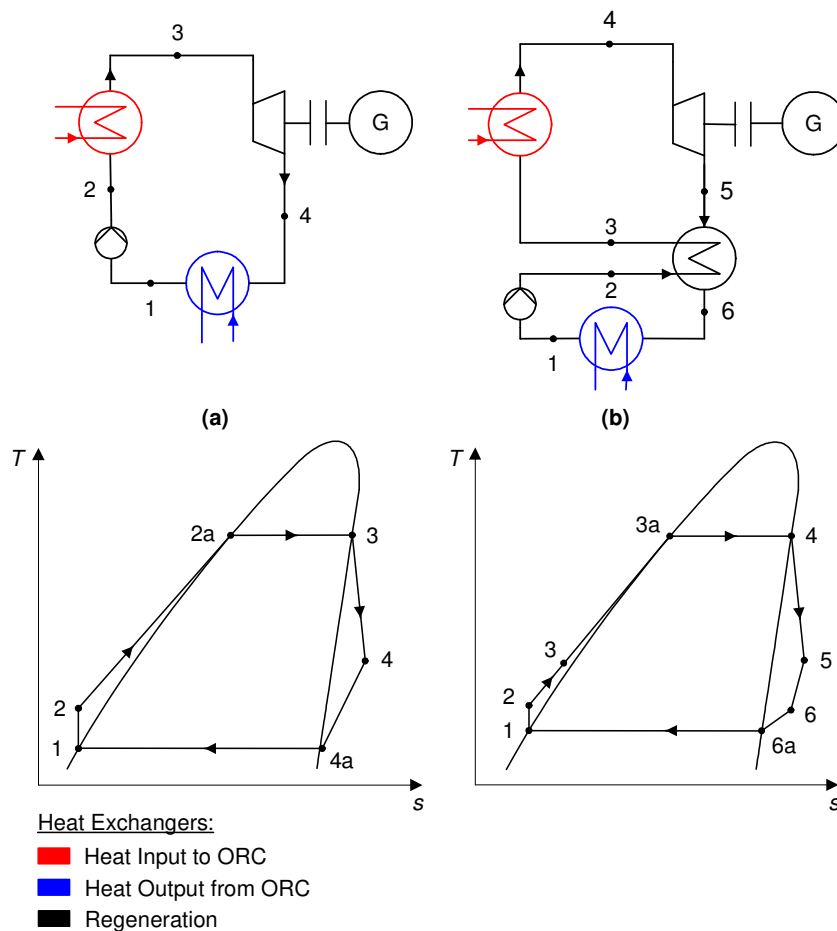 3
G
2
4
1
(a)
4
G
5
3
2
6
1
(b)
T
2a
3
4
2
1
4a
s
T
3a
4
3
5
2
6
1
6a
s
Heat Exchangers:
Heat Input to ORC
Heat Output from ORC
Regeneration